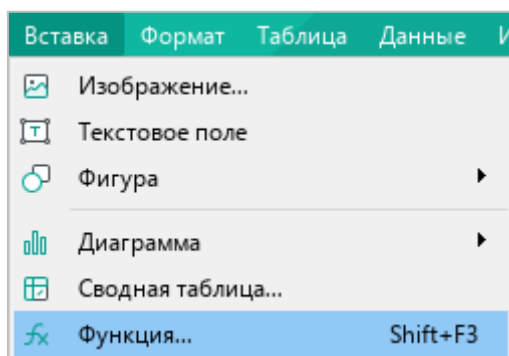 Вставка Формат Таблица Данные И
Изображение...
Текстовое поле
Фигура
Диаграмма
Сводная таблица...
Функция... Shift+F3